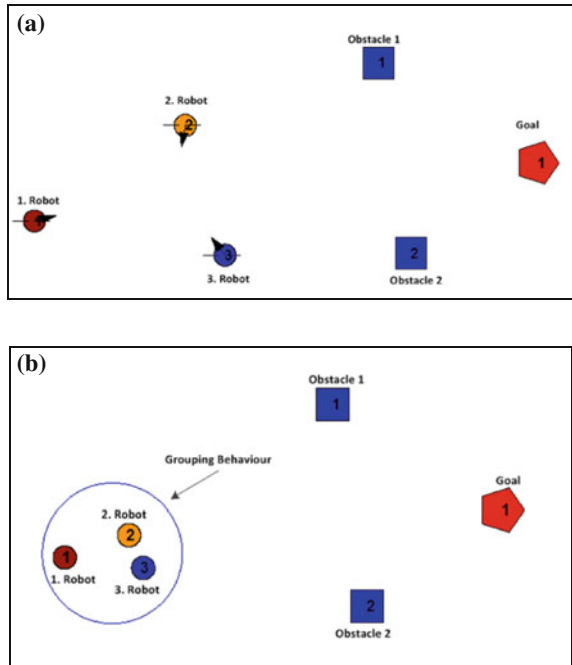 (a)
Obstacle 1
1
2. Robot
2
Goal
1
1. Robot
3
3. Robot
2
Obstacle 2
(b)
Obstacle 1
1
Grouping Behaviour
Goal
1
2. Robot
2
1
3
1. Robot
3. Robot
2
Obstacle 2